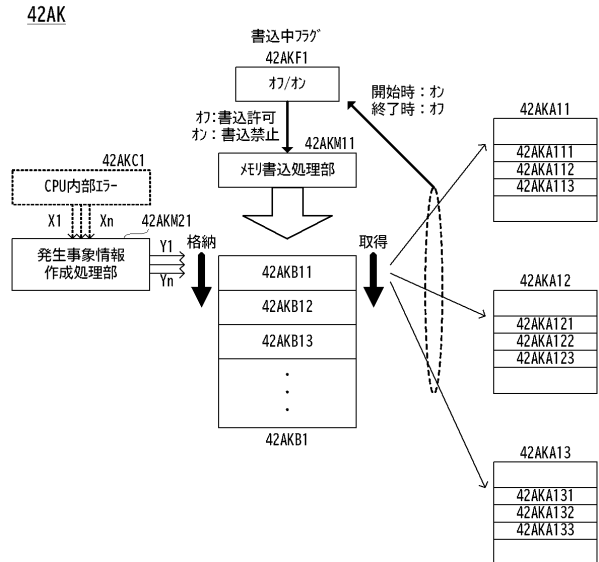 42AK
書込中フラグ
42AKF1
オフ/オン
開始時：オン
終了時：オフ
オフ:書込許可
オン：書込禁止
42AKM11
メモリ書込処理部
42AKC1
CPU内部エラー
X1
Xn
42AKM21
発生事象情報
作成処理部
Y1
Yn
格納
取得
42AKB11
42AKB12
42AKB13
・
・
・
42AKB1
42AKA11
42AKA111
42AKA112
42AKA113
42AKA12
42AKA121
42AKA122
42AKA123
42AKA13
42AKA131
42AKA132
42AKA133